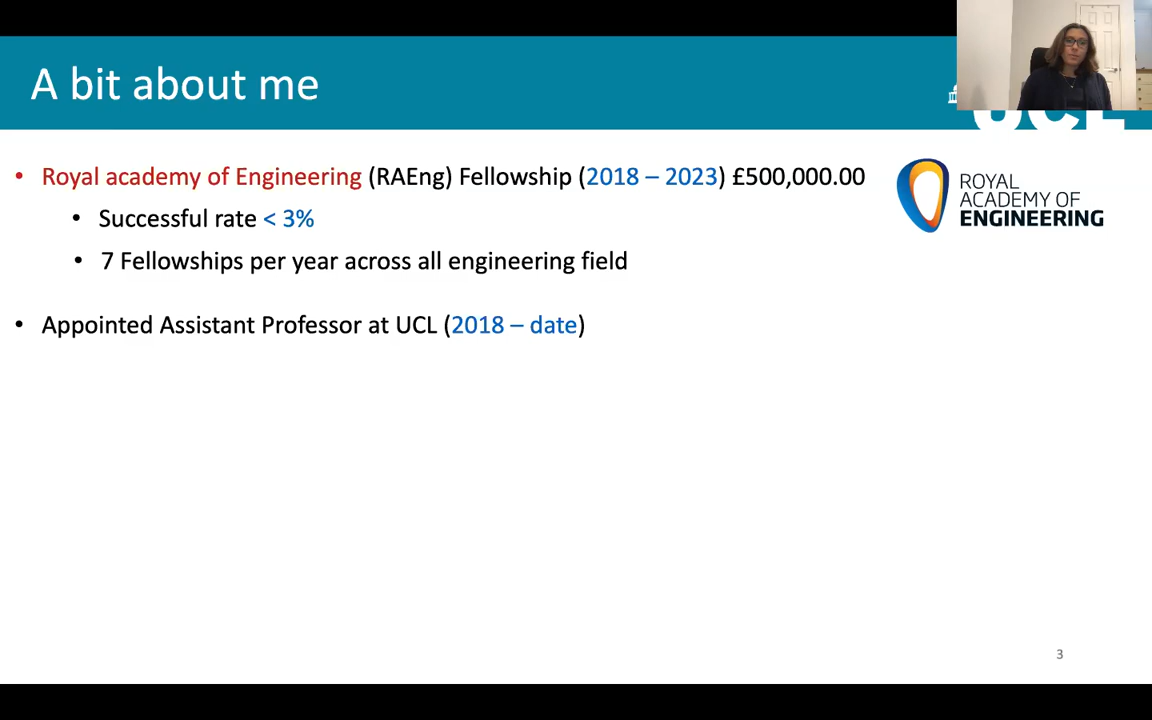 A bit about me
UCL
• Royal academy of Engineering (RAEng) Fellowship (2018 – 2023) £500,000.00
• Successful rate < 3%
• 7 Fellowships per year across all engineering field
• Appointed Assistant Professor at UCL (2018 – date)
ROYAL
ACADEMY OF
ENGINEERING
3